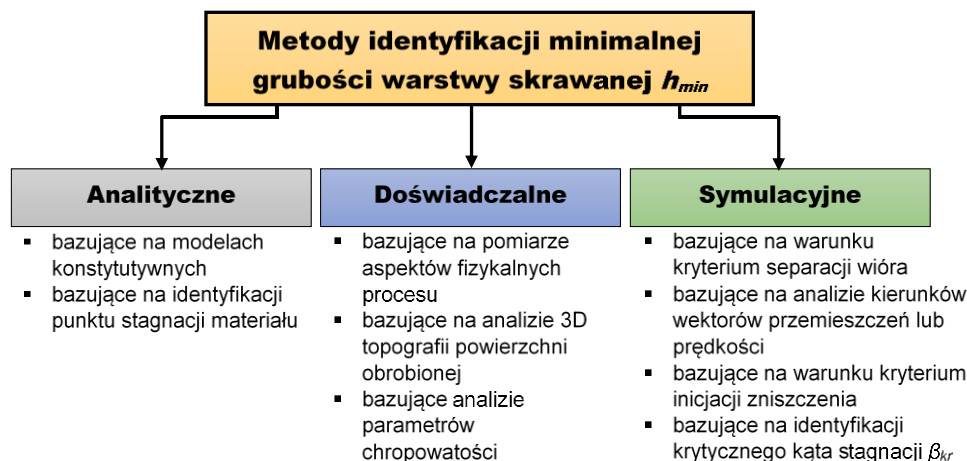 Metody identyfikacji minimalnej
grubości warstwy skrawanej hmin
Analityczne
▪ bazujące na modelach
konstytutywnych
▪ bazujące na identyfikacji
punktu stagnacji materiału
Doświadczalne
▪ bazujące na pomiarze
aspektów fizykalnych
procesu
▪ bazujące na analizie 3D
topografii powierzchni
obrobionej
▪ bazujące analizie
parametrów
chropowatości
Symulacyjne
▪ bazujące na warunku
kryterium separacji wióra
▪ bazujące na analizie kierunków
wektorów przemieszczeń lub
prędkości
▪ bazujące na warunku kryterium
inicjacji zniszczenia
▪ bazujące na identyfikacji
krytycznego kąta stagnacji βkr